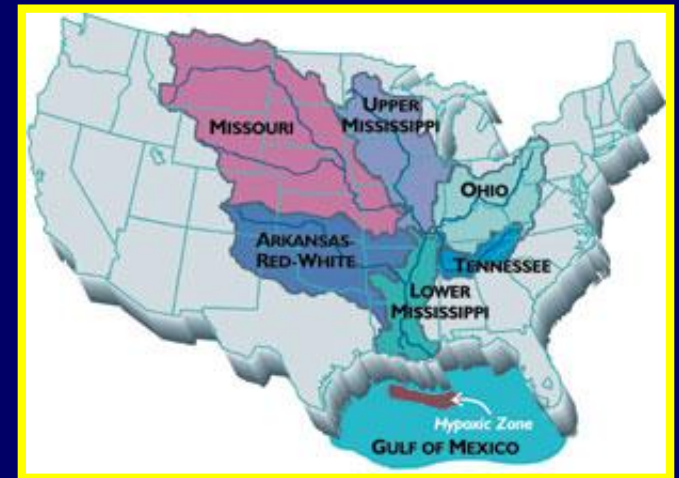 UPPER
MISSISSIPPI
MISSOURI
OHIO
ARKANSAS-
RED-WHITE
TENNESSEE
LOWER
MISSISSIPPI
Hypoxic Zone
GULF OF MEXICO